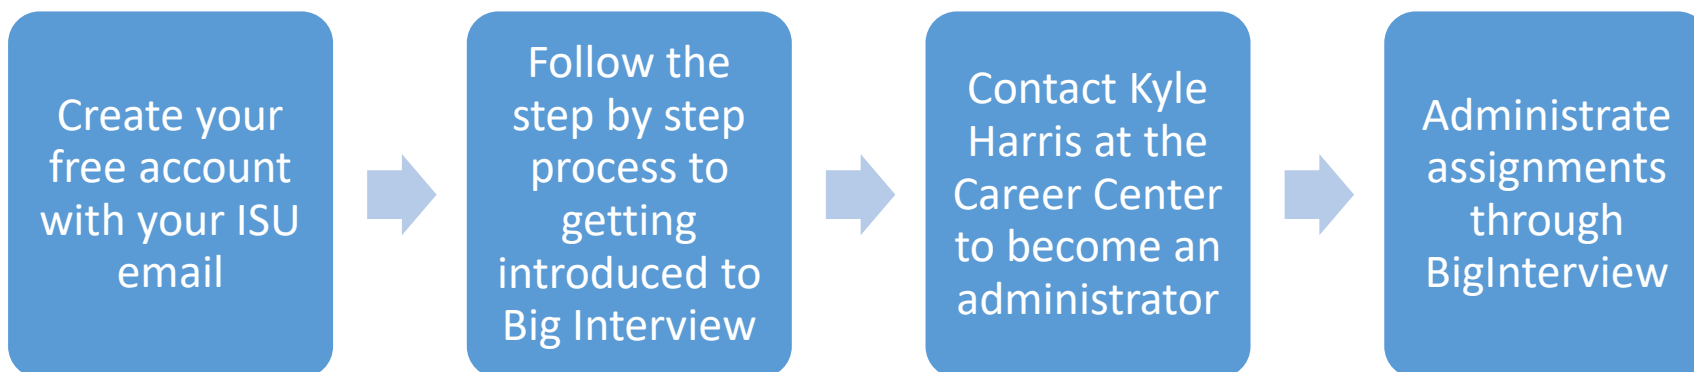 Create your
free account
with your ISU
email
Follow the
step by step
process to
getting
introduced to
Big Interview
Contact Kyle
Harris at the
Career Center
to become an
administrator
Administrate
assignments
through
BigInterview